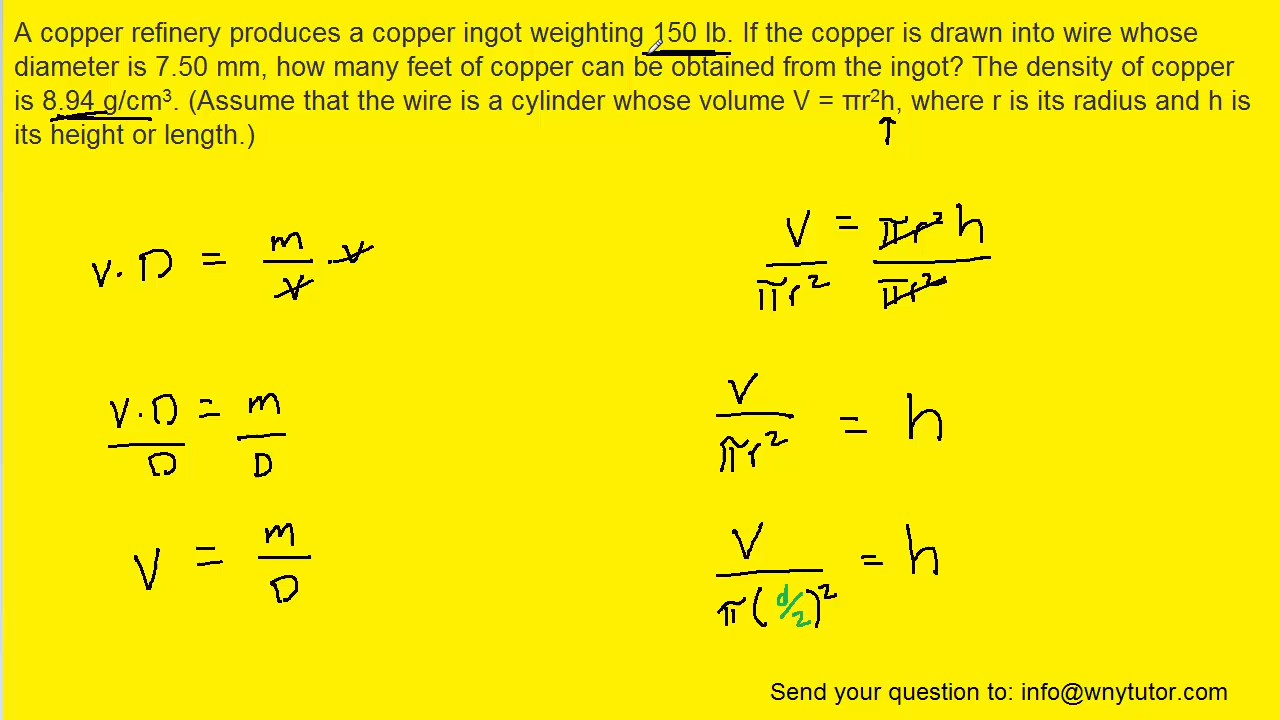 A copper refinery produces a copper ingot weighting 150 lb. If the copper is drawn into wire whose
diameter is 7.50 mm, how many feet of copper can be obtained from the ingot? The density of copper
is 8.94 g/cm³. (Assume that the wire is a cylinder whose volume V = πr²h, where r is its radius and h is
its height or length.)
V · D = m/V · V
V/πr² = πr² h/πr²
V · D/D = m/D
V/πr² = h
V = m/D
V/π(d/2)² = h
Send your question to: info@wnytutor.com